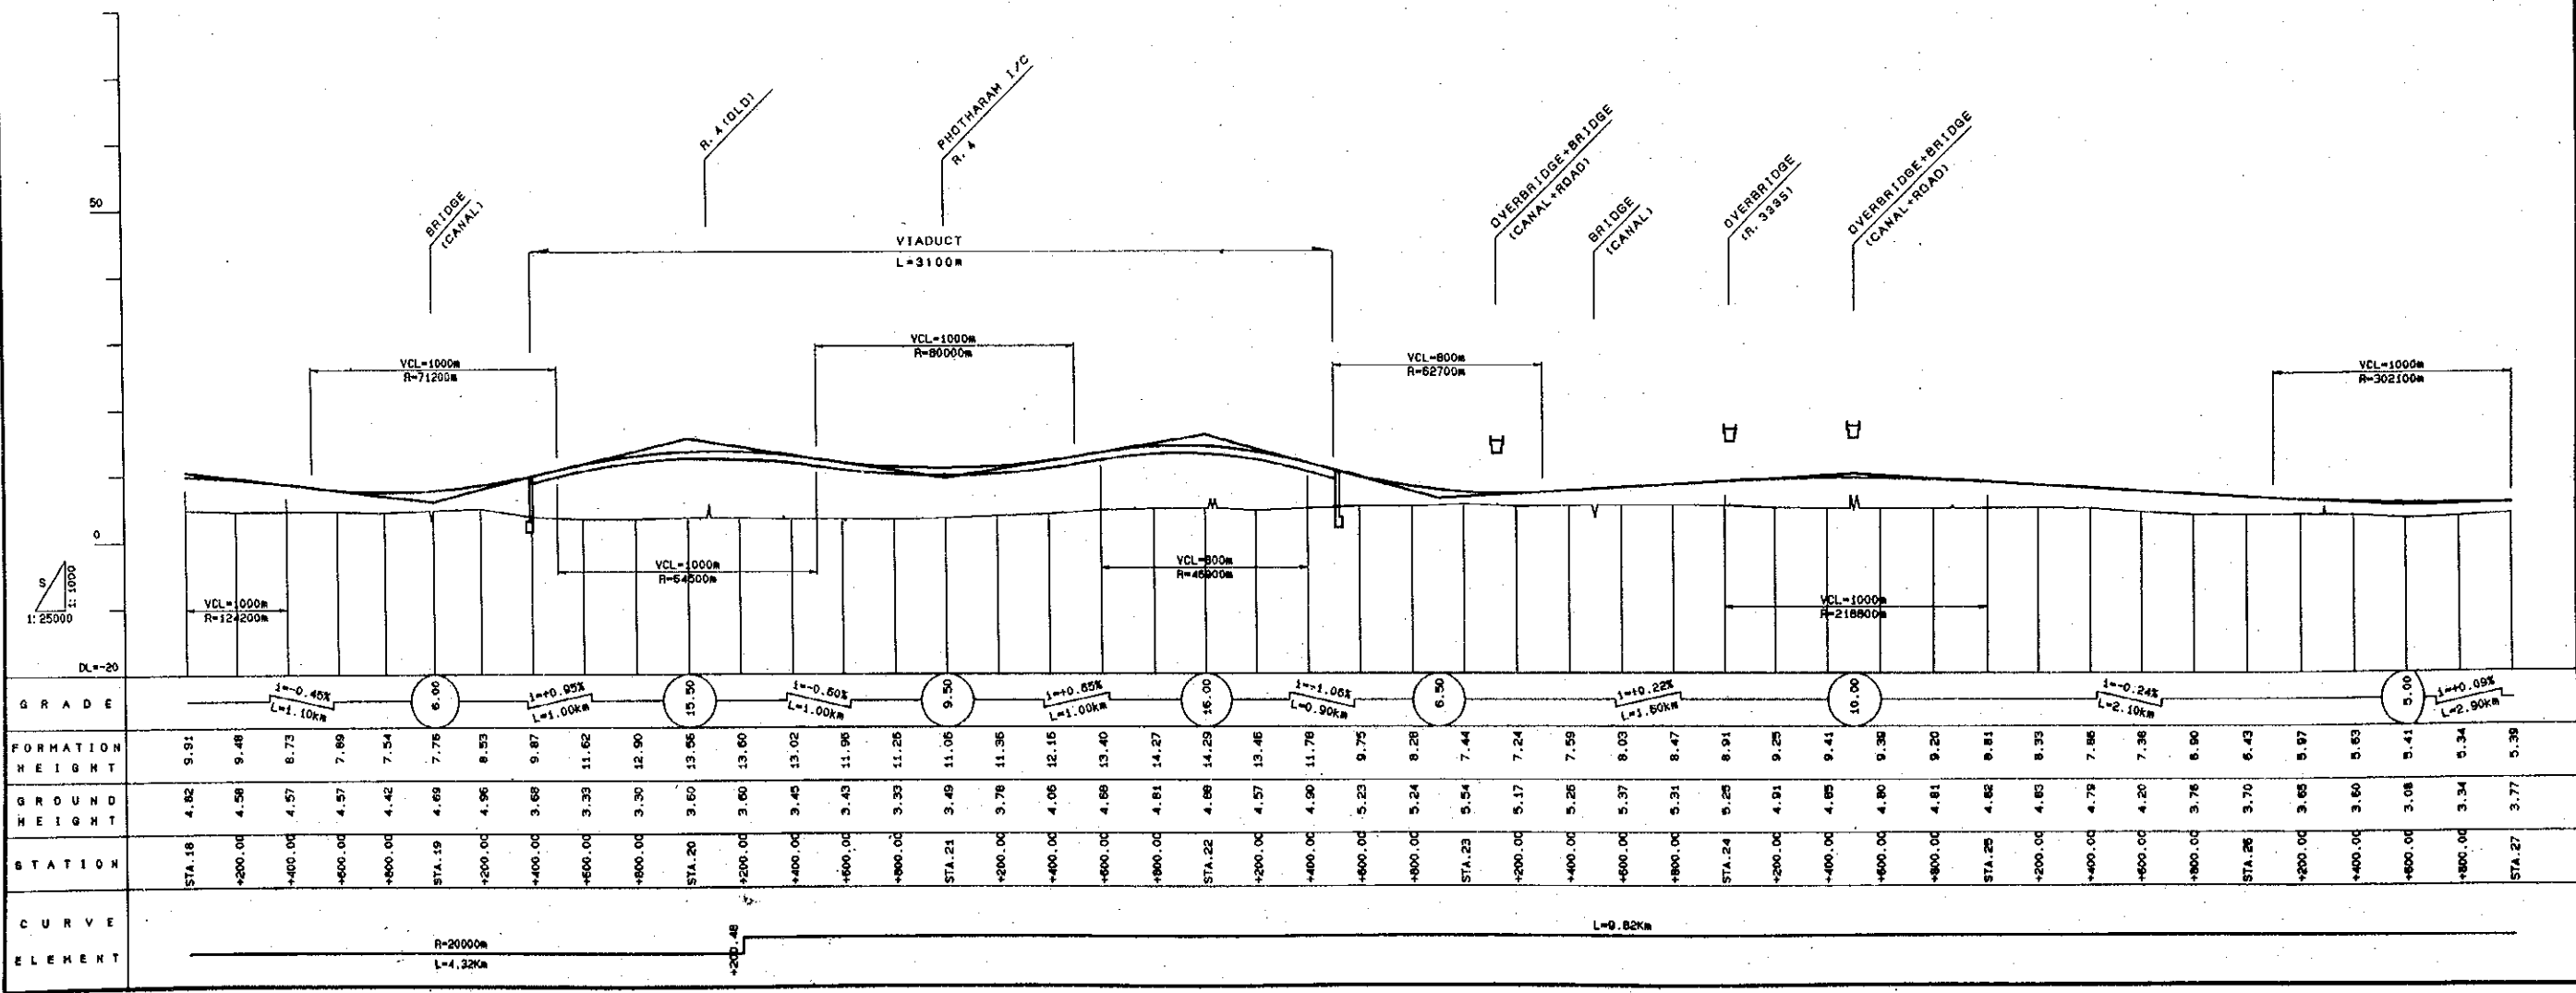 R. 4 (OLD)
PHOTHARAM I/C
R. 4
BRIDGE
(CANAL)
OVERBRIDGE+BRIDGE
(CANAL+ROAD)
BRIDGE
(CANAL)
OVERBRIDGE
(R. 3335)
OVERBRIDGE+BRIDGE
(CANAL+ROAD)
50
VIADUCT
L=3100m
VCL=1000m
R=71200m
VCL=1000m
R=80000m
VCL=800m
R=62700m
VCL=1000m
R=302100m
0
S
1:1000
1:25000
VCL=1000m
R=124200m
VCL=1000m
R=64500m
VCL=800m
VCL=1000m
R=218800m
DL=-20
GRADE
i=-0.45%
L=1.10km
6.00
i=+0.95%
L=1.00km
15.50
i=-0.60%
L=1.00km
9.50
i=+0.65%
L=1.00km
16.00
i=-1.06%
L=0.90km
6.50
i=+0.22%
L=1.60km
10.00
i=-0.24%
L=2.10km
5.00
i=+0.09%
L=2.90km
FORMATION HEIGHT
9.91 9.48 8.73 7.89 7.54 7.76 8.53 9.87 11.62 12.90 13.56 13.60 13.02 11.96 11.26 11.06 11.36 12.16 13.40 14.27 14.29 13.46 11.78 9.75 8.28 7.44 7.24 7.59 8.03 8.47 8.91 9.25 9.41 9.39 9.20 8.81 8.33 7.86 7.38 6.90 6.43 5.97 5.63 5.41 5.34 5.39
GROUND HEIGHT
4.82 4.58 4.57 4.57 4.42 4.69 4.96 3.68 3.33 3.30 3.60 3.60 3.45 3.43 3.33 3.49 3.78 4.06 4.68 4.81 4.88 4.57 4.90 5.23 5.24 5.54 5.17 5.26 5.37 5.31 5.25 4.91 4.85 4.80 4.81 4.82 4.83 4.79 4.20 3.76 3.70 3.65 3.60 3.08 3.34 3.77
STATION
STA.18 +200.00 +400.00 +600.00 +800.00 STA.19 +200.00 +400.00 +600.00 +800.00 STA.20 +200.00 +400.00 +600.00 +800.00 STA.21 +200.00 +400.00 +600.00 +800.00 STA.22 +200.00 +400.00 +600.00 +800.00 STA.23 +200.00 +400.00 +600.00 +800.00 STA.24 +200.00 +400.00 +600.00 +800.00 STA.25 +200.00 +400.00 +600.00 +800.00 STA.26 +200.00 +400.00 +600.00 +800.00 STA.27
CURVE
ELEMENT
R=20000m
L=4.32Km
+200.48
L=9.82Km